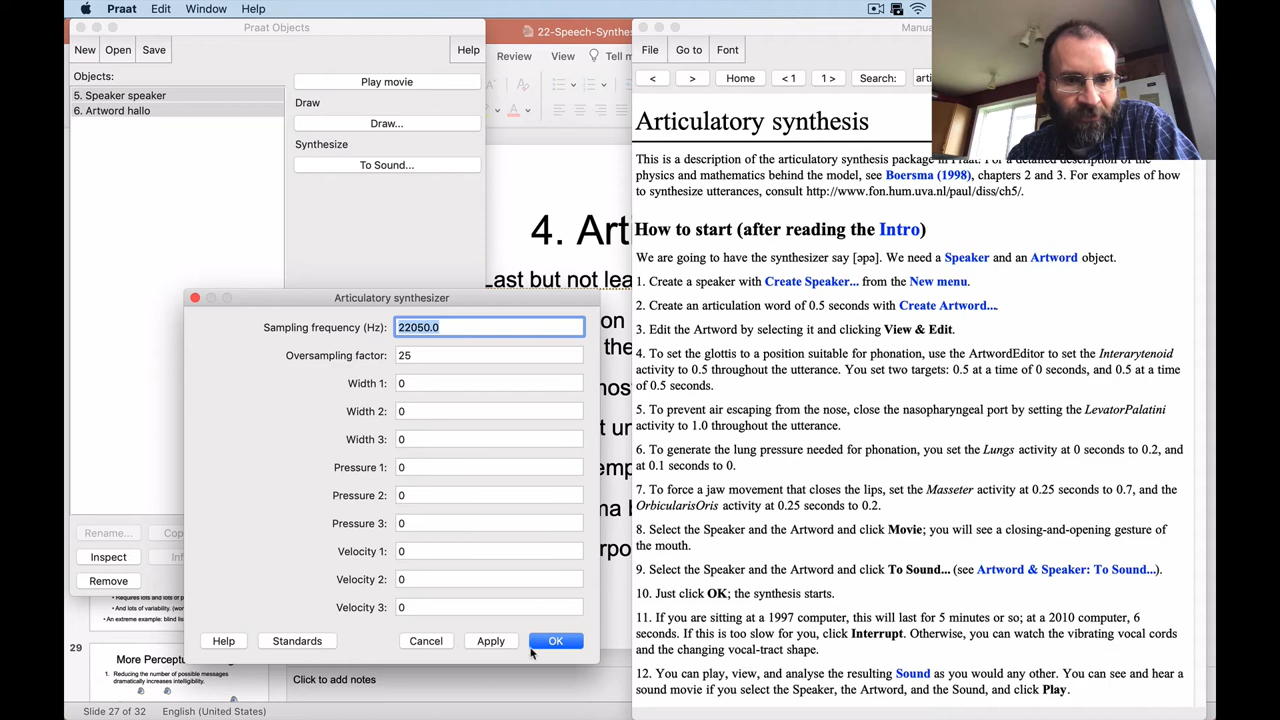 Praat Edit Window Help
Praat Objects
New Open Save Help
Objects:
5. Speaker speaker
6. Artword hallo
Play movie
Draw
Draw...
Synthesize
To Sound...
Rename...
Inspect
Remove
22-Speech-Synthes
Review View Tell m
4. Art
Last but not lea
on
the
mos
t un
emp
ma b
rpo
Articulatory synthesizer
Sampling frequency (Hz): 22050.0
Oversampling factor: 25
Width 1: 0
Width 2: 0
Width 3: 0
Pressure 1: 0
Pressure 2: 0
Pressure 3: 0
Velocity 1: 0
Velocity 2: 0
Velocity 3: 0
Help Standards Cancel Apply OK
29
More Percept
1. Reducing the number of possible messages
dramatically increases intelligibility.
Click to add notes
Slide 27 of 32 English (United States)
Manua
File Go to Font
< > Home < 1 1 > Search: arti
Articulatory synthesis
This is a description of the articulatory synthesis package in Praat. For a detailed description of the
physics and mathematics behind the model, see Boersma (1998), chapters 2 and 3. For examples of how
to synthesize utterances, consult http://www.fon.hum.uva.nl/paul/diss/ch5/.
How to start (after reading the Intro)
We are going to have the synthesizer say [əpə]. We need a Speaker and an Artword object.
1. Create a speaker with Create Speaker... from the New menu.
2. Create an articulation word of 0.5 seconds with Create Artword...
3. Edit the Artword by selecting it and clicking View & Edit.
4. To set the glottis to a position suitable for phonation, use the ArtwordEditor to set the Interarytenoid
activity to 0.5 throughout the utterance. You set two targets: 0.5 at a time of 0 seconds, and 0.5 at a time
of 0.5 seconds.
5. To prevent air escaping from the nose, close the nasopharyngeal port by setting the LevatorPalatini
activity to 1.0 throughout the utterance.
6. To generate the lung pressure needed for phonation, you set the Lungs activity at 0 seconds to 0.2, and
at 0.1 seconds to 0.
7. To force a jaw movement that closes the lips, set the Masseter activity at 0.25 seconds to 0.7, and the
OrbicularisOris activity at 0.25 seconds to 0.2.
8. Select the Speaker and the Artword and click Movie; you will see a closing-and-opening gesture of
the mouth.
9. Select the Speaker and the Artword and click To Sound... (see Artword & Speaker: To Sound...).
10. Just click OK; the synthesis starts.
11. If you are sitting at a 1997 computer, this will last for 5 minutes or so; at a 2010 computer, 6
seconds. If this is too slow for you, click Interrupt. Otherwise, you can watch the vibrating vocal cords
and the changing vocal-tract shape.
12. You can play, view, and analyse the resulting Sound as you would any other. You can see and hear a
sound movie if you select the Speaker, the Artword, and the Sound, and click Play.